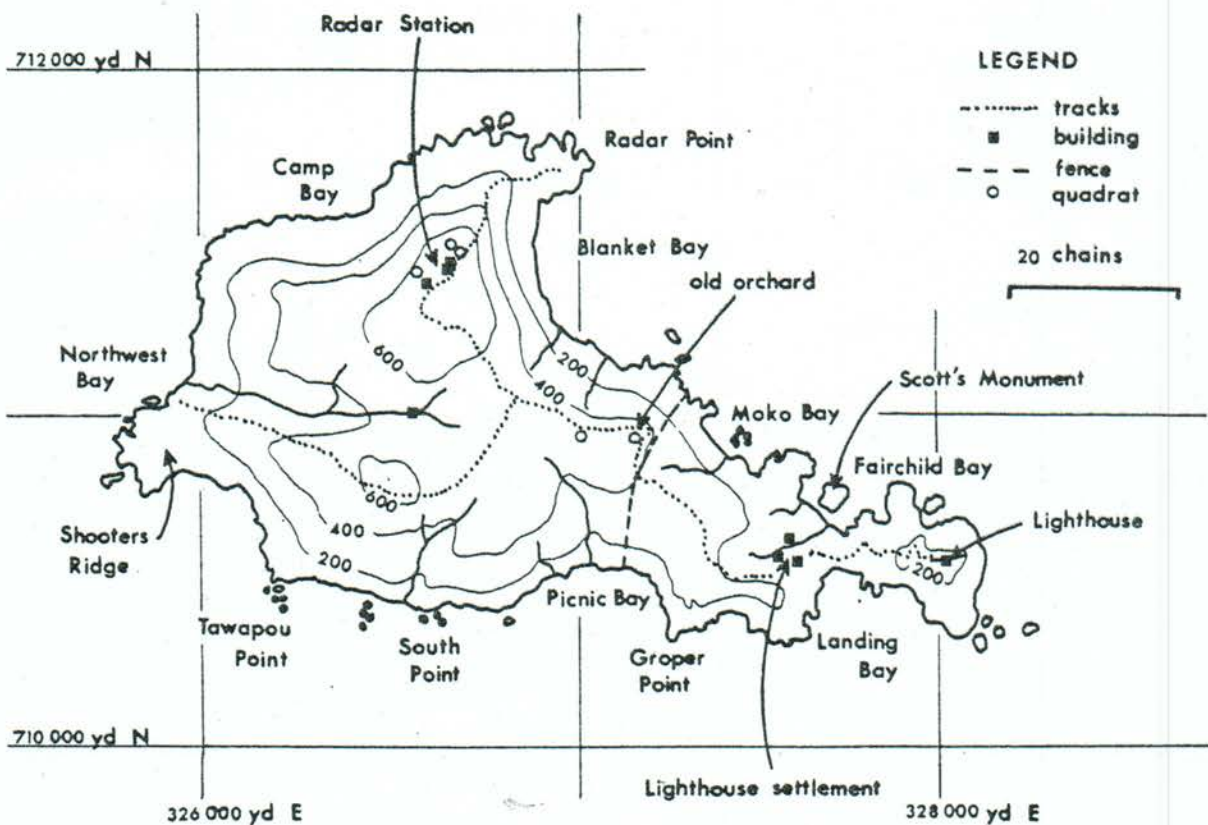 Radar Station
712 000 yd N
LEGEND
tracks
building
fence
quadrat
Radar Point
Camp
Bay
Blanket Bay
20 chains
old orchard
Northwest
Bay
600
200
400
Scott's Monument
Moko Bay
Fairchild Bay
Shooters
Ridge
600
400
200
Lighthouse
200
Tawapou
Point
South
Point
Picnic Bay
Groper
Point
Landing
Bay
710 000 yd N
Lighthouse settlement
326 000 yd E
328 000 yd E